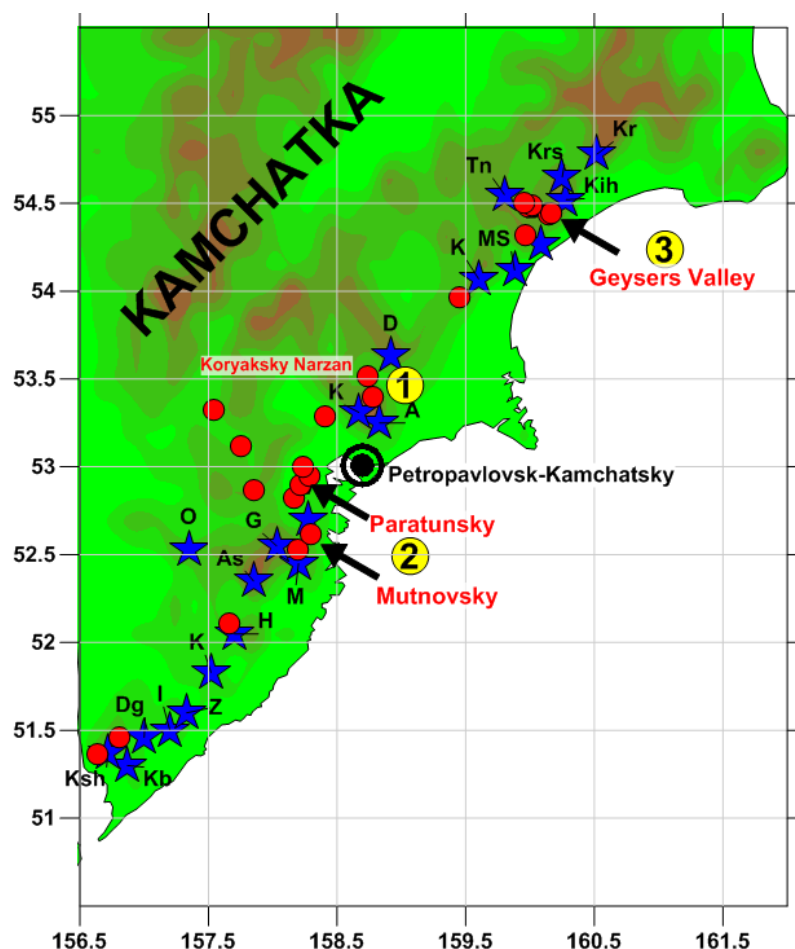 55
54.5
54
53.5
53
52.5
52
51.5
51
KAMCHATKA
Kr
Krs
Tn
Kih
MS
K
3
Geysers Valley
D
Koryaksky Narzan
1
K
A
Petropavlovsk-Kamchatsky
O
G
Paratunsky
2
As
M
Mutnovsky
H
K
I
Dg
Z
Ksh
Kb
156.5 157.5 158.5 159.5 160.5 161.5